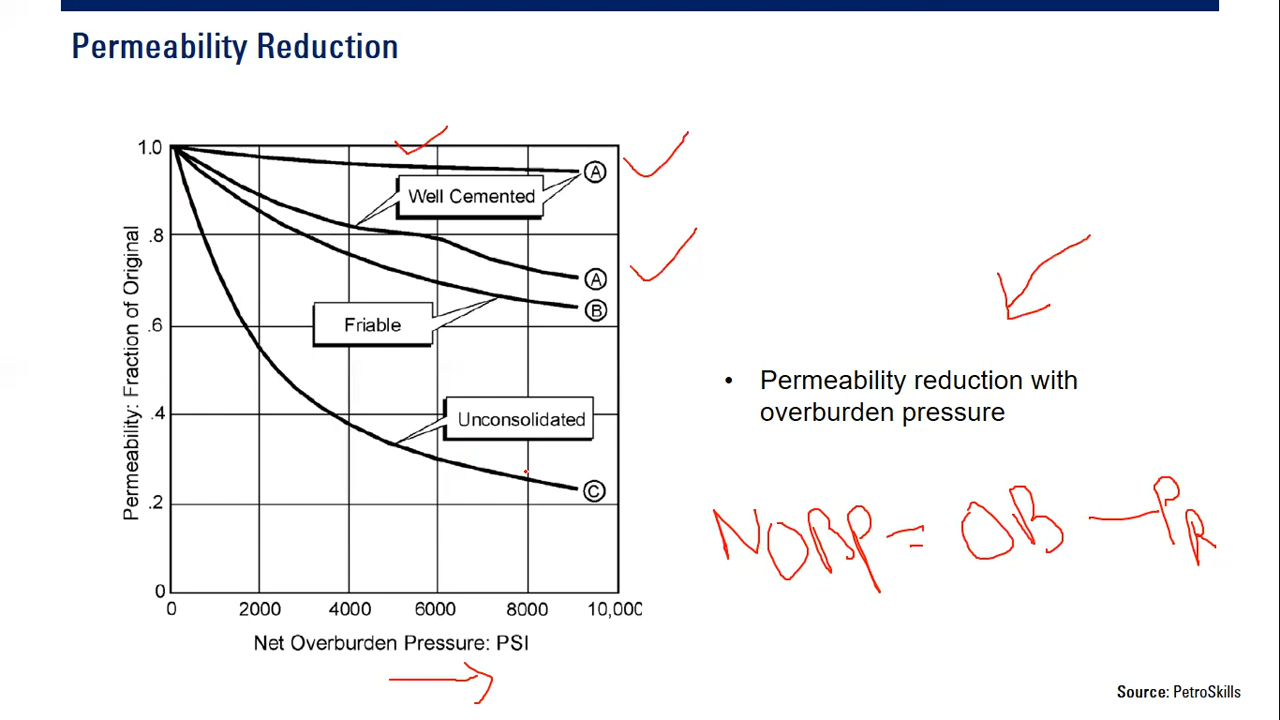 Permeability Reduction
Permeability: Fraction of Original
1.0
.8
.6
.4
.2
0
0 2000 4000 6000 8000 10,000
Net Overburden Pressure: PSI
Well Cemented
Friable
Unconsolidated
A
A
B
C
• Permeability reduction with
overburden pressure
NOBP = OB - PR
Source: PetroSkills